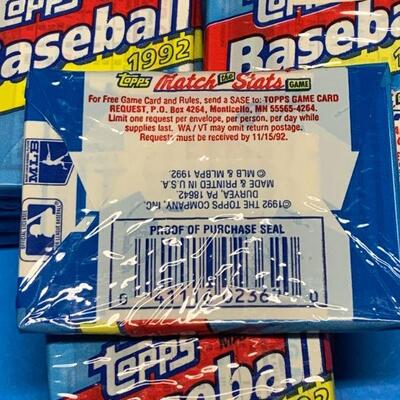 Topps
Baseball
1992
Baseball
1992
Topps Match the Stats GAME
For Free Game Card and Rules, send a SASE to: TOPPS GAME CARD
REQUEST, P.O. Box 4264, Monticello, MN 55565-4264.
Limit one request per envelope, per person, per day while
supplies last. WA / VT may omit return postage.
Requests must be received by 11/15/92.
MLB
© MLB & MLBPA 1992
MADE & PRINTED IN U.S.A.
DURYEA, PA 18642
©1992 THE TOPPS COMPANY, INC.
PROOF OF PURCHASE SEAL
0
Topps
Baseball